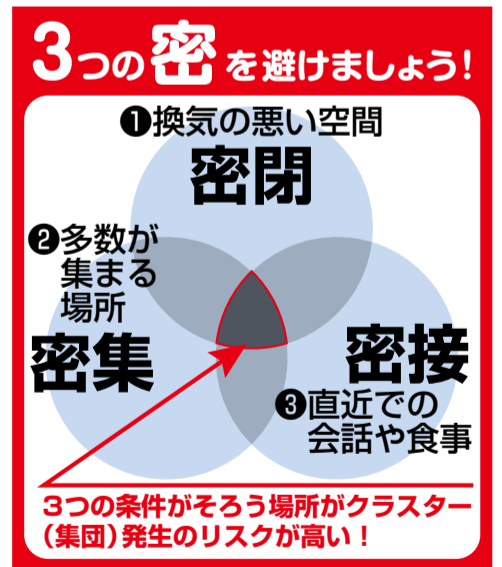 3つの密を避けましょう!
❶換気の悪い空間
密閉
❷多数が
集まる
場所
密集
密接
❸直近での
会話や食事
3つの条件がそろう場所がクラスター
(集団)発生のリスクが高い!